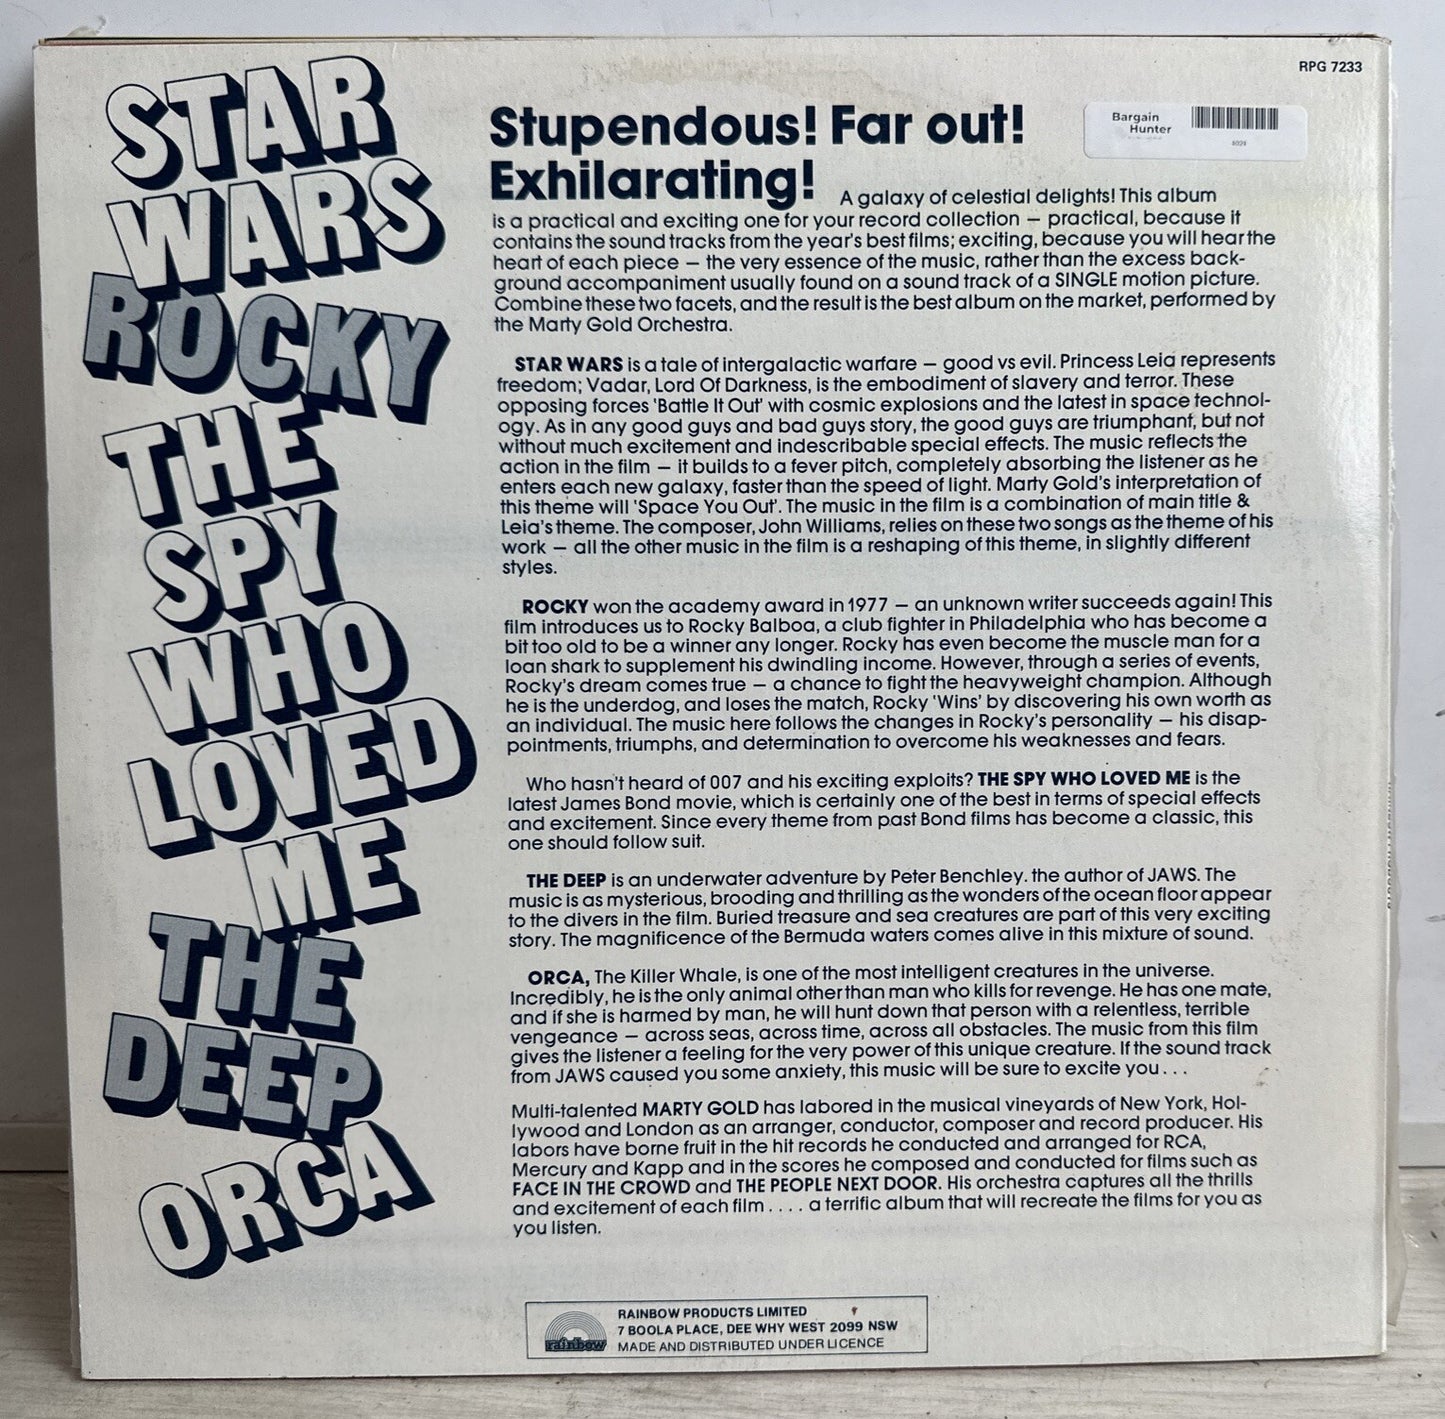 STAR
WARS
ROCKY
THE
SPY
WHO
LOVED
ME
THE
DEEP
ORCA
RPG 7233
Bargain
Hunter
Stupendous! Far out!
Exhilarating! A galaxy of celestial delights! This album
is a practical and exciting one for your record collection — practical, because it
contains the sound tracks from the year's best films; exciting, because you will hear the
heart of each piece — the very essence of the music, rather than the excess back-
ground accompaniment usually found on a sound track of a SINGLE motion picture.
Combine these two facets, and the result is the best album on the market, performed by
the Marty Gold Orchestra.
STAR WARS is a tale of intergalactic warfare — good vs evil. Princess Leia represents
freedom; Vadar, Lord Of Darkness, is the embodiment of slavery and terror. These
opposing forces 'Battle It Out' with cosmic explosions and the latest in space technol-
ogy. As in any good guys and bad guys story, the good guys are triumphant, but not
without much excitement and indescribable special effects. The music reflects the
action in the film — it builds to a fever pitch, completely absorbing the listener as he
enters each new galaxy, faster than the speed of light. Marty Gold's interpretation of
this theme will 'Space You Out'. The music in the film is a combination of main title &
Leia's theme. The composer, John Williams, relies on these two songs as the theme of his
work — all the other music in the film is a reshaping of this theme, in slightly different
styles.
ROCKY won the academy award in 1977 — an unknown writer succeeds again! This
film introduces us to Rocky Balboa, a club fighter in Philadelphia who has become a
bit too old to be a winner any longer. Rocky has even become the muscle man for a
loan shark to supplement his dwindling income. However, through a series of events,
Rocky's dream comes true — a chance to fight the heavyweight champion. Although
he is the underdog, and loses the match, Rocky 'Wins' by discovering his own worth as
an individual. The music here follows the changes in Rocky's personality — his disap-
pointments, triumphs, and determination to overcome his weaknesses and fears.
Who hasn't heard of 007 and his exciting exploits? THE SPY WHO LOVED ME is the
latest James Bond movie, which is certainly one of the best in terms of special effects
and excitement. Since every theme from past Bond films has become a classic, this
one should follow suit.
THE DEEP is an underwater adventure by Peter Benchley. the author of JAWS. The
music is as mysterious, brooding and thrilling as the wonders of the ocean floor appear
to the divers in the film. Buried treasure and sea creatures are part of this very exciting
story. The magnificence of the Bermuda waters comes alive in this mixture of sound.
ORCA, The Killer Whale, is one of the most intelligent creatures in the universe.
Incredibly, he is the only animal other than man who kills for revenge. He has one mate,
and if she is harmed by man, he will hunt down that person with a relentless, terrible
vengeance — across seas, across time, across all obstacles. The music from this film
gives the listener a feeling for the very power of this unique creature. If the sound track
from JAWS caused you some anxiety, this music will be sure to excite you . . .
Multi-talented MARTY GOLD has labored in the musical vineyards of New York, Hol-
lywood and London as an arranger, conductor, composer and record producer. His
labors have borne fruit in the hit records he conducted and arranged for RCA,
Mercury and Kapp and in the scores he composed and conducted for films such as
FACE IN THE CROWD and THE PEOPLE NEXT DOOR. His orchestra captures all the thrills
and excitement of each film . . . . a terrific album that will recreate the films for you as
you listen.
rainbow
RAINBOW PRODUCTS LIMITED
7 BOOLA PLACE, DEE WHY WEST 2099 NSW
MADE AND DISTRIBUTED UNDER LICENCE